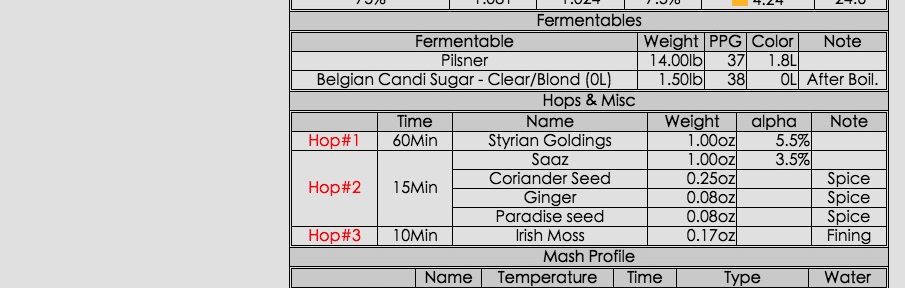 75% 1.081 1.024 7.5% 4.24 24.6
Fermentables
Fermentable Weight PPG Color Note
Pilsner 14.00lb 37 1.8L
Belgian Candi Sugar - Clear/Blond (0L) 1.50lb 38 0L After Boil.
Hops & Misc
Time Name Weight alpha Note
Hop#1 60Min Styrian Goldings 1.00oz 5.5%
Hop#2 15Min Saaz 1.00oz 3.5%
Coriander Seed 0.25oz Spice
Ginger 0.08oz Spice
Paradise seed 0.08oz Spice
Hop#3 10Min Irish Moss 0.17oz Fining
Mash Profile
Name Temperature Time Type Water